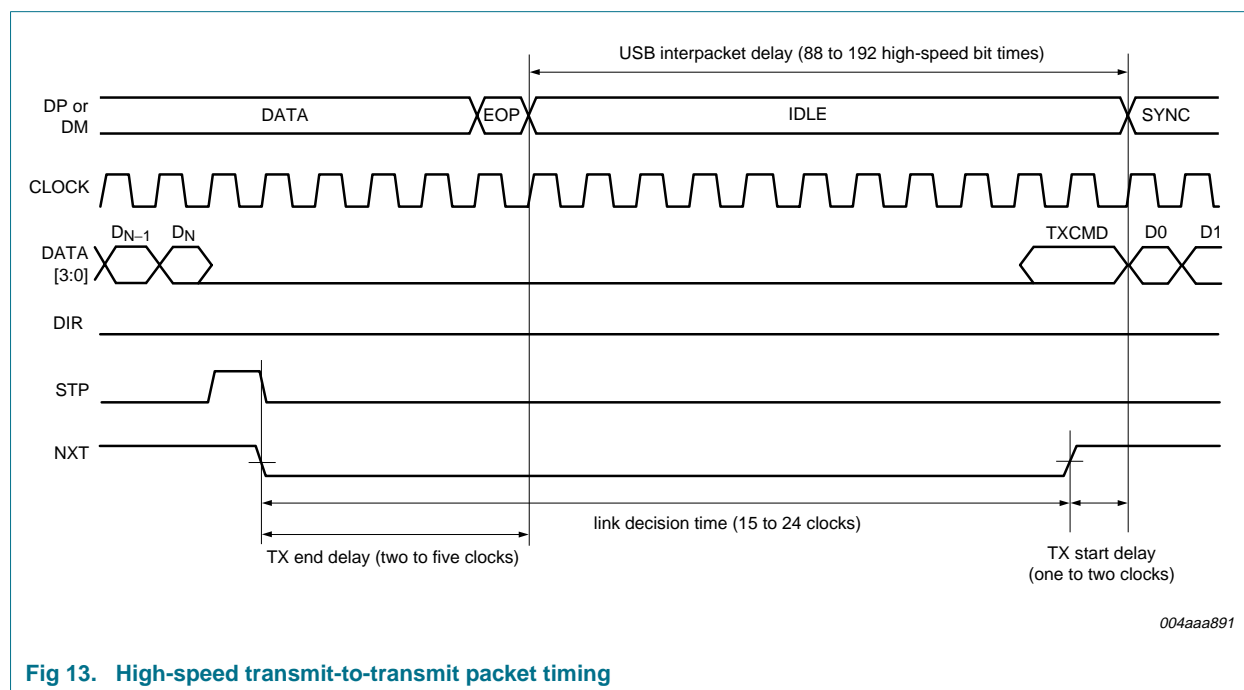 USB interpacket delay (88 to 192 high-speed bit times)
DP or
DM
DATA
EOP
IDLE
SYNC
CLOCK
DATA
[3:0]
DN−1
DN
TXCMD
D0
D1
DIR
STP
NXT
link decision time (15 to 24 clocks)
TX end delay (two to five clocks)
TX start delay
(one to two clocks)
004aaa891
Fig 13. High-speed transmit-to-transmit packet timing